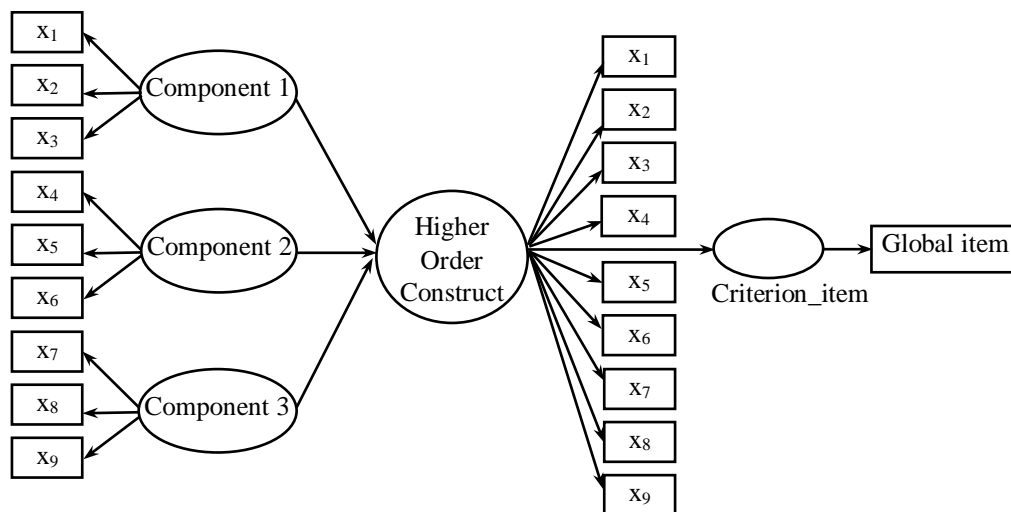 x₁
x₂
x₃
Component 1
x₄
x₅
x₆
Component 2
x₇
x₈
x₉
Component 3
Higher
Order
Construct
x₁
x₂
x₃
x₄
x₅
x₆
x₇
x₈
x₉
Criterion_item
Global item